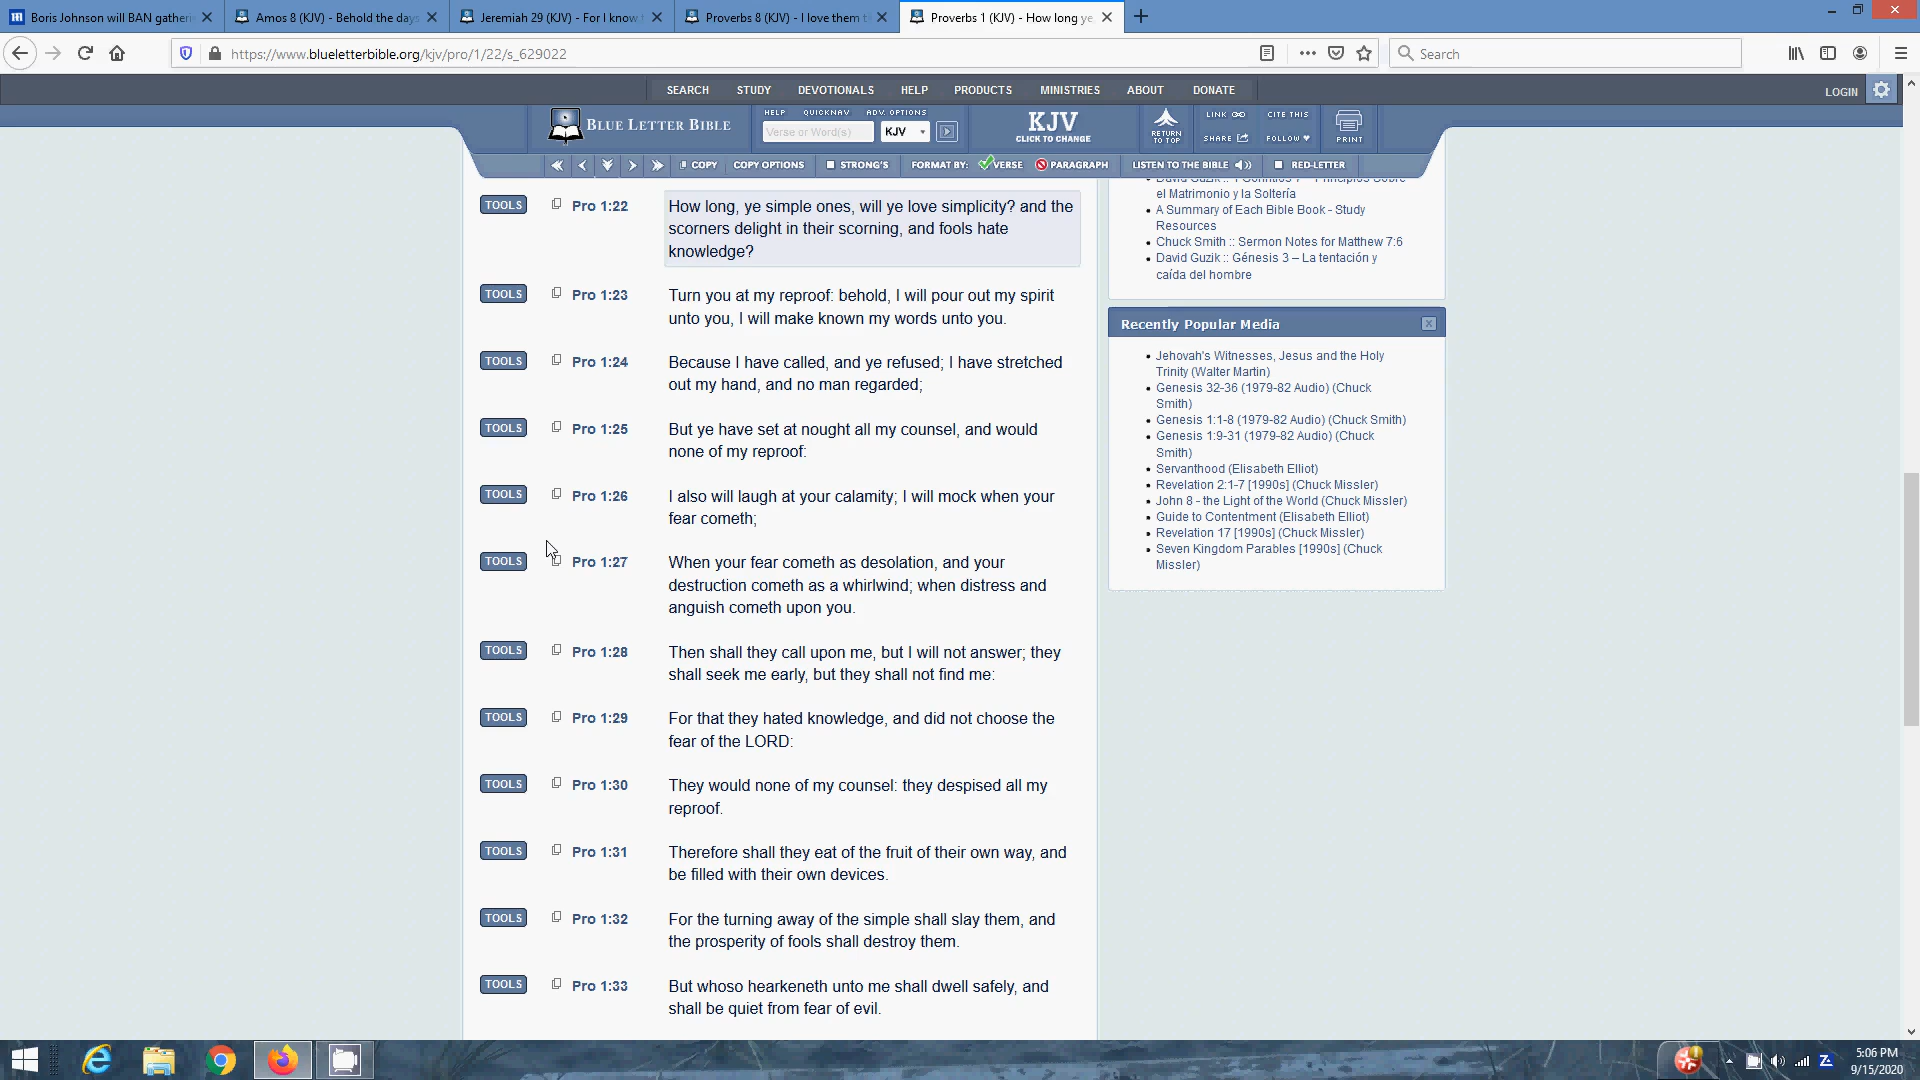 Boris Johnson will BAN gatheri
Amos 8 (KJV) - Behold the days
Jeremiah 29 (KJV) - For I know
Proverbs 8 (KJV) - I love them t
Proverbs 1 (KJV) - How long ye
https://www.blueletterbible.org/kjv/pro/1/22/s_629022
Search
SEARCH STUDY DEVOTIONALS HELP PRODUCTS MINISTRIES ABOUT DONATE
LOGIN
BLUE LETTER BIBLE
HELP QUICKNAV ADV. OPTIONS
Verse or Word(s) KJV
KJV
CLICK TO CHANGE
RETURN
TO TOP
LINK CITE THIS
SHARE FOLLOW
PRINT
COPY COPY OPTIONS STRONG'S FORMAT BY: VERSE PARAGRAPH LISTEN TO THE BIBLE RED-LETTER
TOOLS Pro 1:22 How long, ye simple ones, will ye love simplicity? and the
scorners delight in their scorning, and fools hate
knowledge?
TOOLS Pro 1:23 Turn you at my reproof: behold, I will pour out my spirit
unto you, I will make known my words unto you.
TOOLS Pro 1:24 Because I have called, and ye refused; I have stretched
out my hand, and no man regarded;
TOOLS Pro 1:25 But ye have set at nought all my counsel, and would
none of my reproof:
TOOLS Pro 1:26 I also will laugh at your calamity; I will mock when your
fear cometh;
TOOLS Pro 1:27 When your fear cometh as desolation, and your
destruction cometh as a whirlwind; when distress and
anguish cometh upon you.
TOOLS Pro 1:28 Then shall they call upon me, but I will not answer; they
shall seek me early, but they shall not find me:
TOOLS Pro 1:29 For that they hated knowledge, and did not choose the
fear of the LORD:
TOOLS Pro 1:30 They would none of my counsel: they despised all my
reproof.
TOOLS Pro 1:31 Therefore shall they eat of the fruit of their own way, and
be filled with their own devices.
TOOLS Pro 1:32 For the turning away of the simple shall slay them, and
the prosperity of fools shall destroy them.
TOOLS Pro 1:33 But whoso hearkeneth unto me shall dwell safely, and
shall be quiet from fear of evil.
David Guzik :: 1 Corintios 7 – Principios Sobre
el Matrimonio y la Soltería
A Summary of Each Bible Book - Study
Resources
Chuck Smith :: Sermon Notes for Matthew 7:6
David Guzik :: Génesis 3 – La tentación y
caída del hombre
Recently Popular Media
Jehovah's Witnesses, Jesus and the Holy
Trinity (Walter Martin)
Genesis 32-36 (1979-82 Audio) (Chuck
Smith)
Genesis 1:1-8 (1979-82 Audio) (Chuck Smith)
Genesis 1:9-31 (1979-82 Audio) (Chuck
Smith)
Servanthood (Elisabeth Elliot)
Revelation 2:1-7 [1990s] (Chuck Missler)
John 8 - the Light of the World (Chuck Missler)
Guide to Contentment (Elisabeth Elliot)
Revelation 17 [1990s] (Chuck Missler)
Seven Kingdom Parables [1990s] (Chuck
Missler)
5:06 PM
9/15/2020